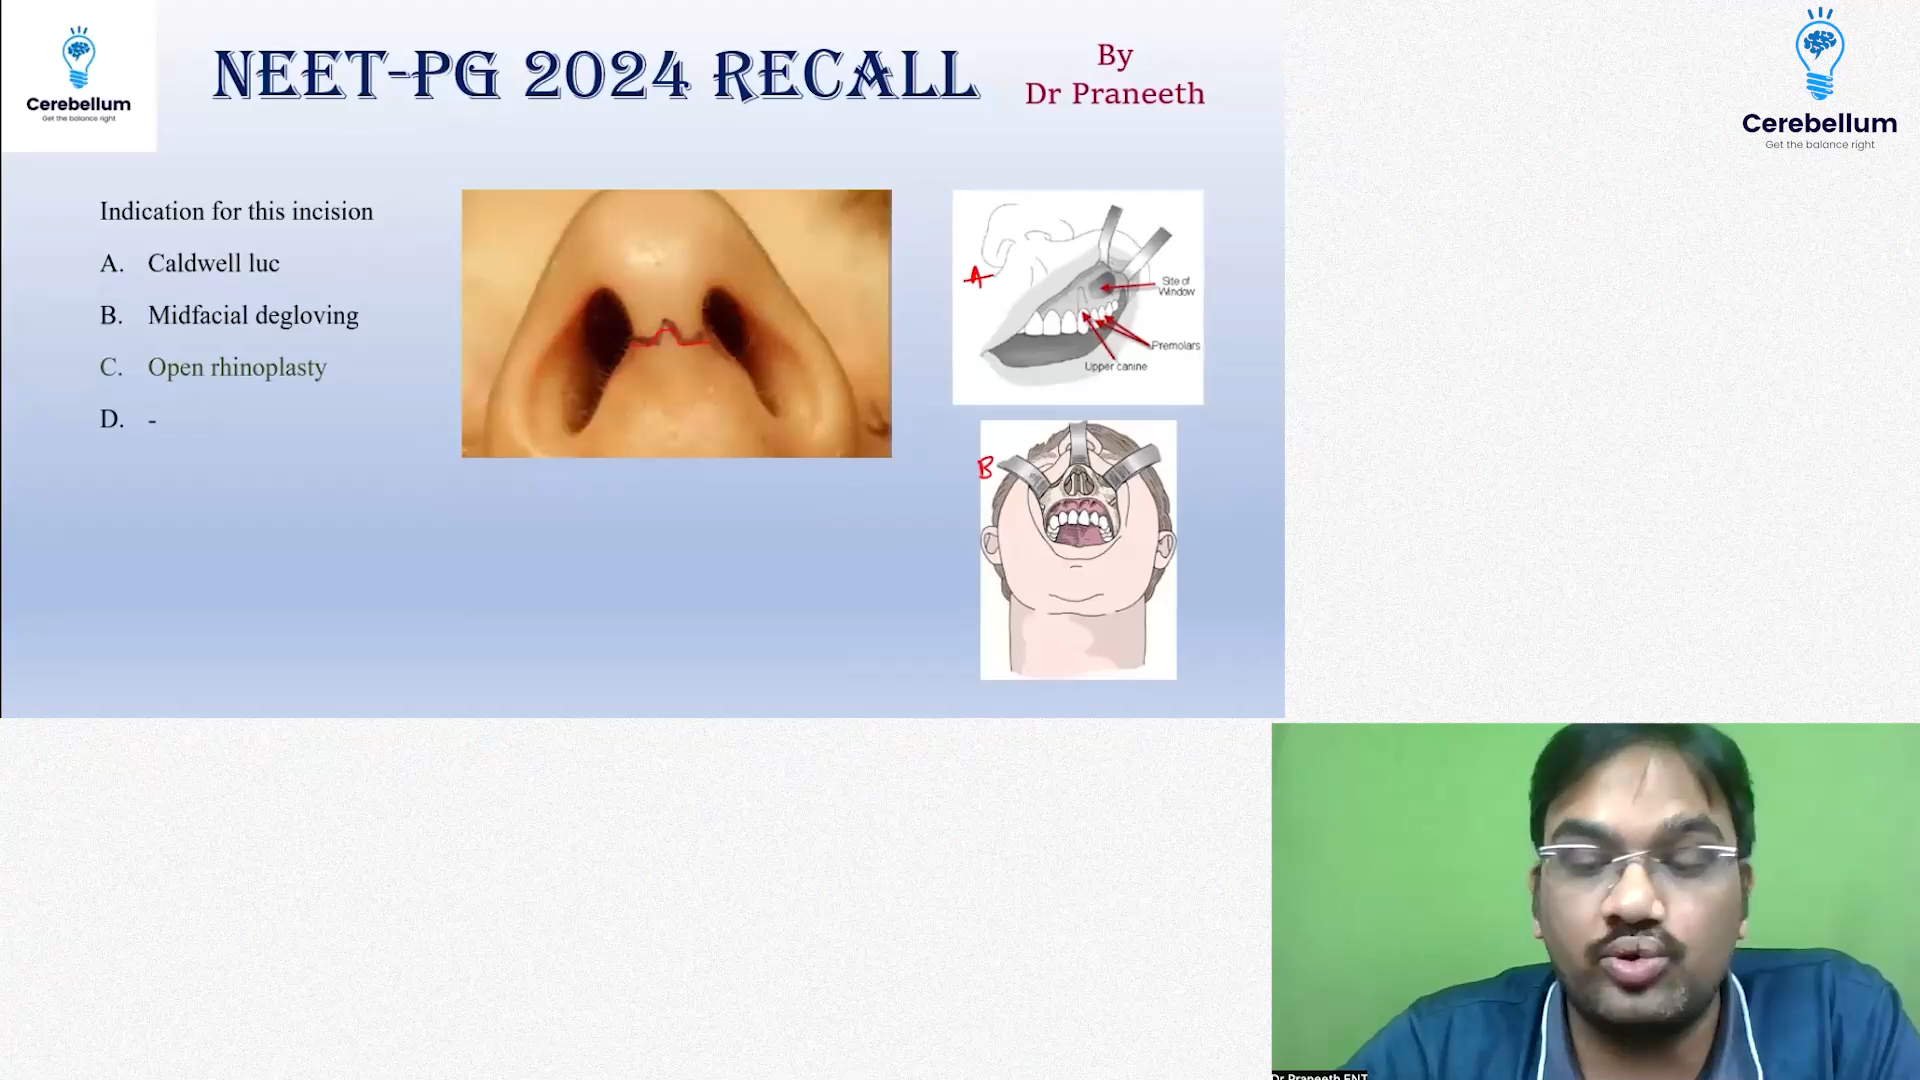 Cerebellum
Get the balance right
NEET-PG 2024 RECALL
By
Dr Praneeth
Cerebellum
Get the balance right
Indication for this incision
A. Caldwell luc
B. Midfacial degloving
C. Open rhinoplasty
D. -
A
Site of
Window
Premolars
Upper canine
B
Dr Praneeth ENT